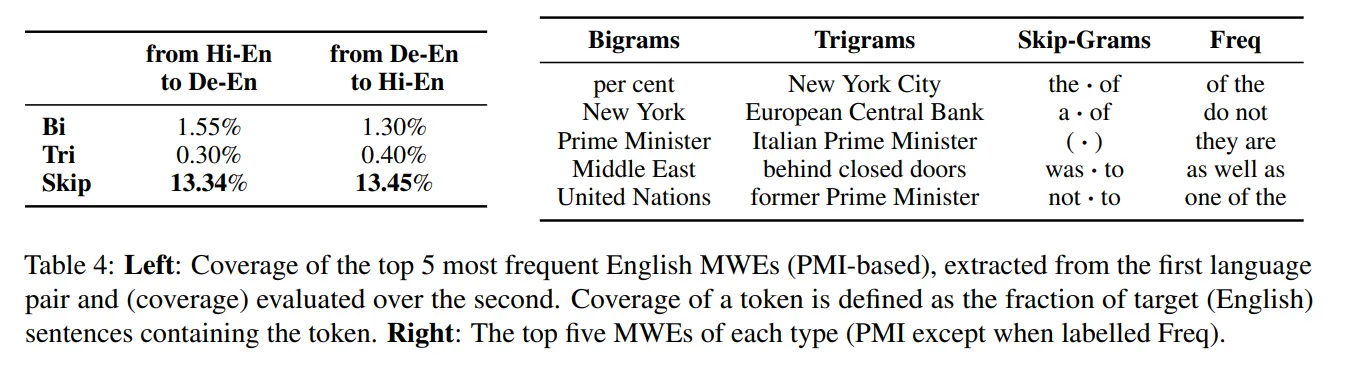 from Hi-En from De-En
to De-En to Hi-En
Bi 1.55% 1.30%
Tri 0.30% 0.40%
Skip 13.34% 13.45%
Bigrams Trigrams Skip-Grams Freq
per cent New York City the · of of the
New York European Central Bank a · of do not
Prime Minister Italian Prime Minister ( · ) they are
Middle East behind closed doors was · to as well as
United Nations former Prime Minister not · to one of the
Table 4: Left: Coverage of the top 5 most frequent English MWEs (PMI-based), extracted from the first language
pair and (coverage) evaluated over the second. Coverage of a token is defined as the fraction of target (English)
sentences containing the token. Right: The top five MWEs of each type (PMI except when labelled Freq).